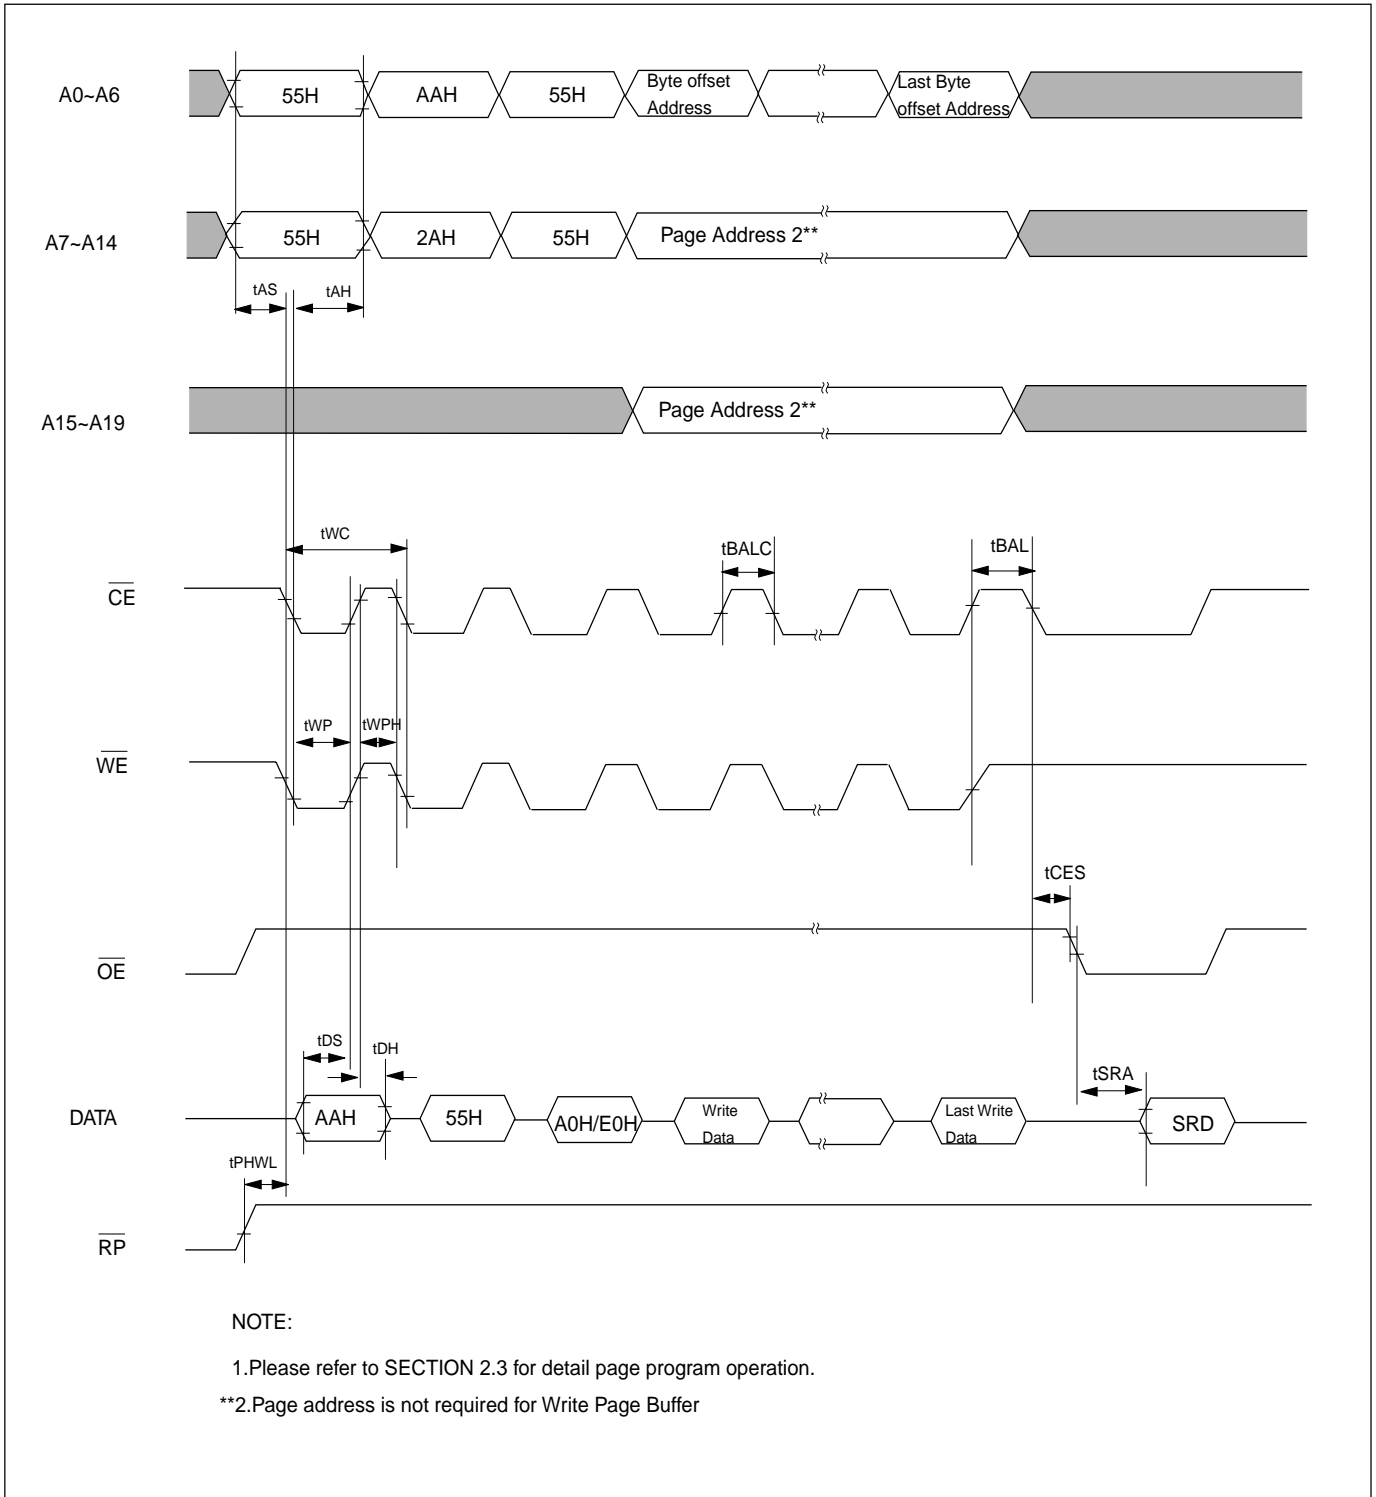 A0~A6
55H
AAH
55H
Byte offset
Address
Last Byte
offset Address
A7~A14
55H
2AH
55H
Page Address 2**
tAS
tAH
A15~A19
Page Address 2**
tWC
tBALC
tBAL
CE
tWP
tWPH
WE
tCES
OE
tDS
tDH
tSRA
DATA
AAH
55H
A0H/E0H
Write
Data
Last Write
Data
SRD
tPHWL
RP
NOTE:
1.Please refer to SECTION 2.3 for detail page program operation.
**2.Page address is not required for Write Page Buffer